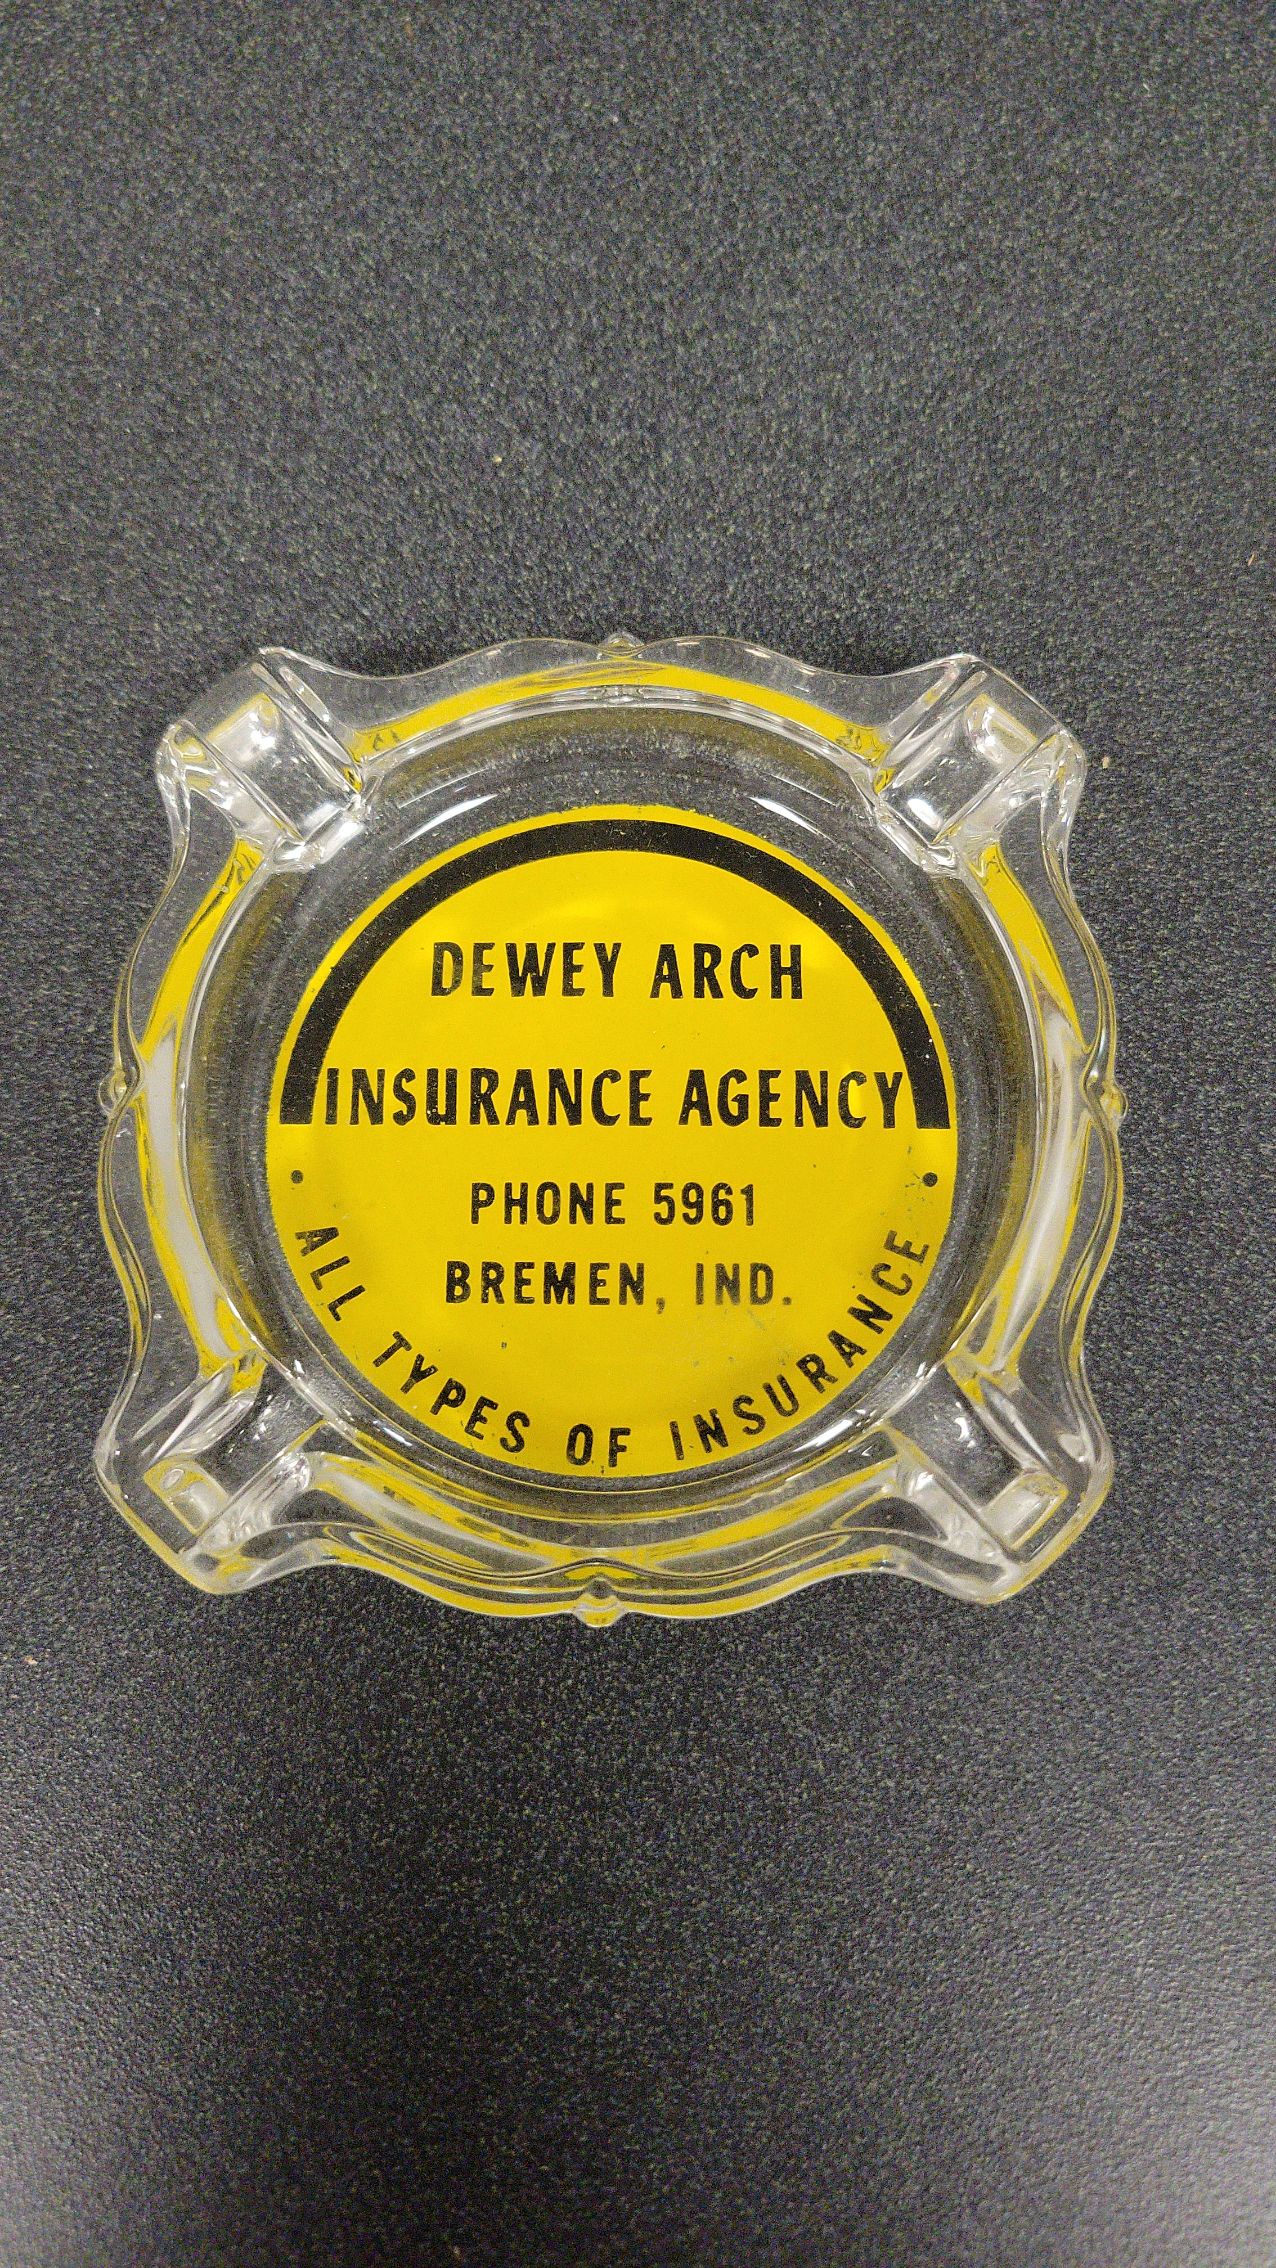 DEWEY ARCH
INSURANCE AGENCY
PHONE 5961
BREMEN, IND.
• ALL TYPES OF INSURANCE •